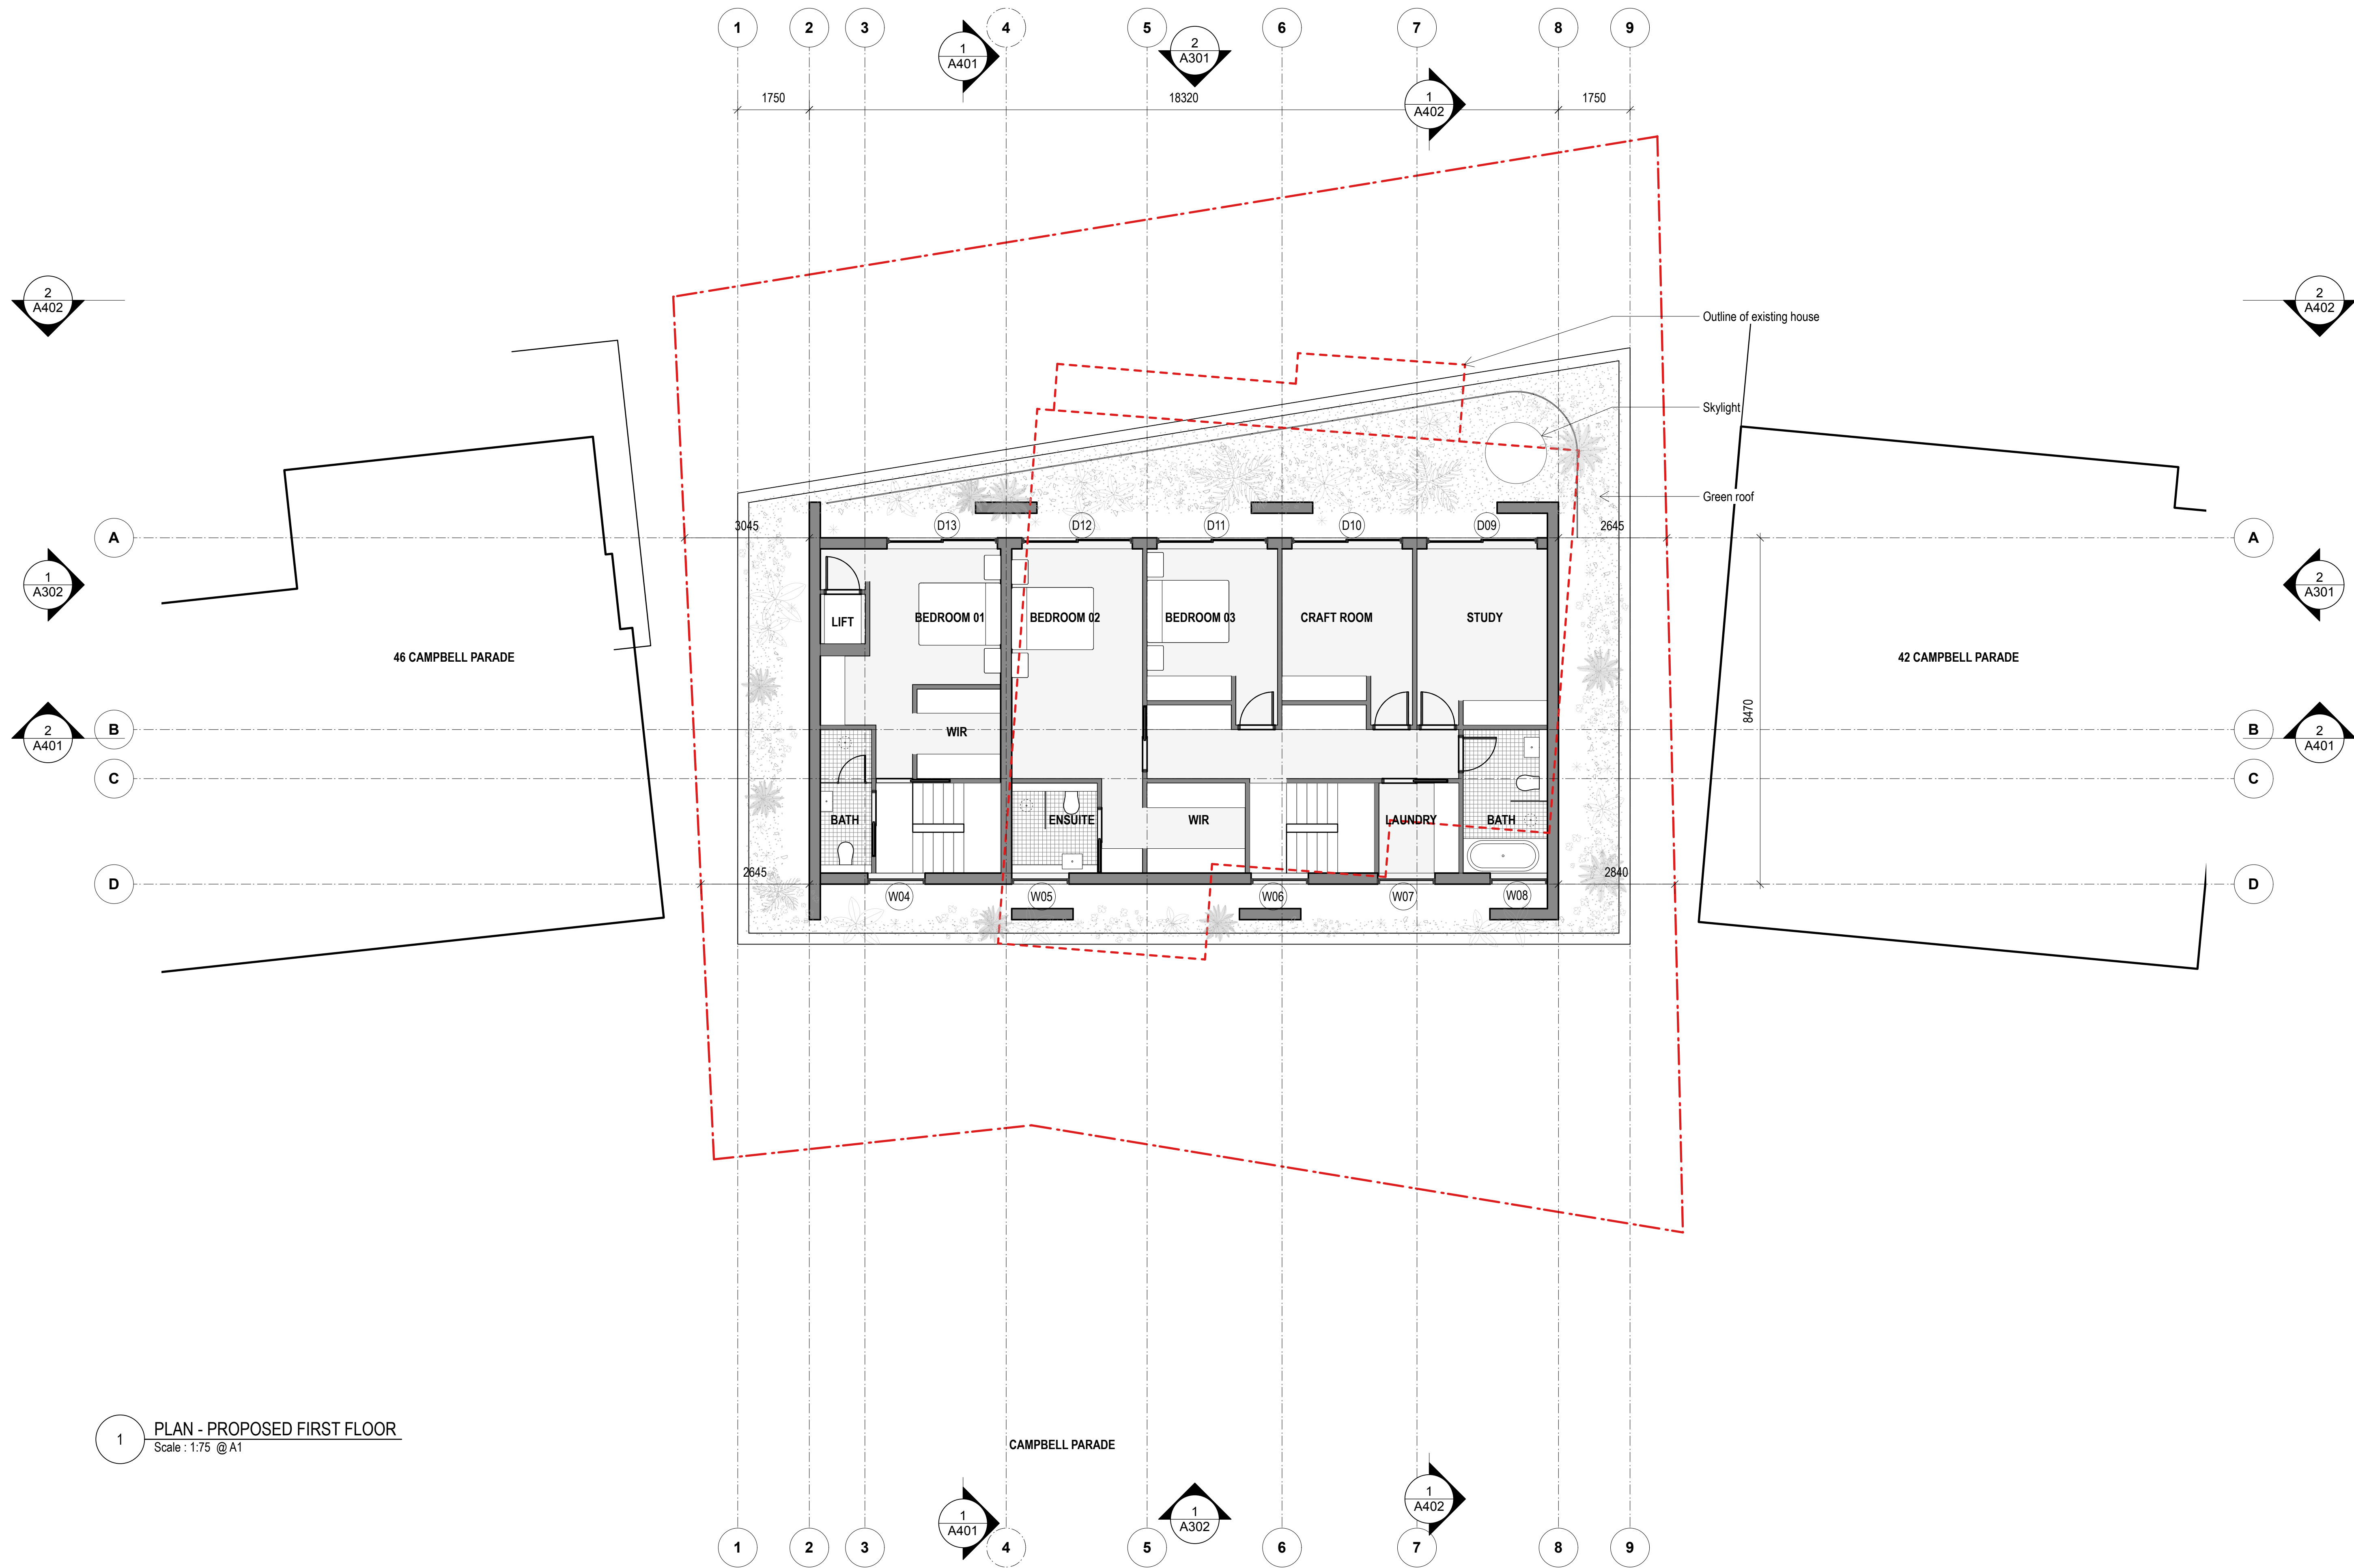 1 2 3 4 5 6 7 8 9
1
A401
2
A301
1
A402
1750 18320 1750
2
A402
2
A402
Outline of existing house
Skylight
Green roof
A 3045 D13 D12 D11 D10 D09 2645 A
1
A302
2
A301
LIFT BEDROOM 01 BEDROOM 02 BEDROOM 03 CRAFT ROOM STUDY
46 CAMPBELL PARADE
42 CAMPBELL PARADE
8470
B WIR B
2
A401
2
A401
C C
BATH ENSUITE WIR LAUNDRY BATH
D 2645 2840 D
W04 W05 W06 W07 W08
1
PLAN - PROPOSED FIRST FLOOR
Scale : 1:75 @ A1
CAMPBELL PARADE
1
A401
1
A302
1
A402
1 2 3 4 5 6 7 8 9